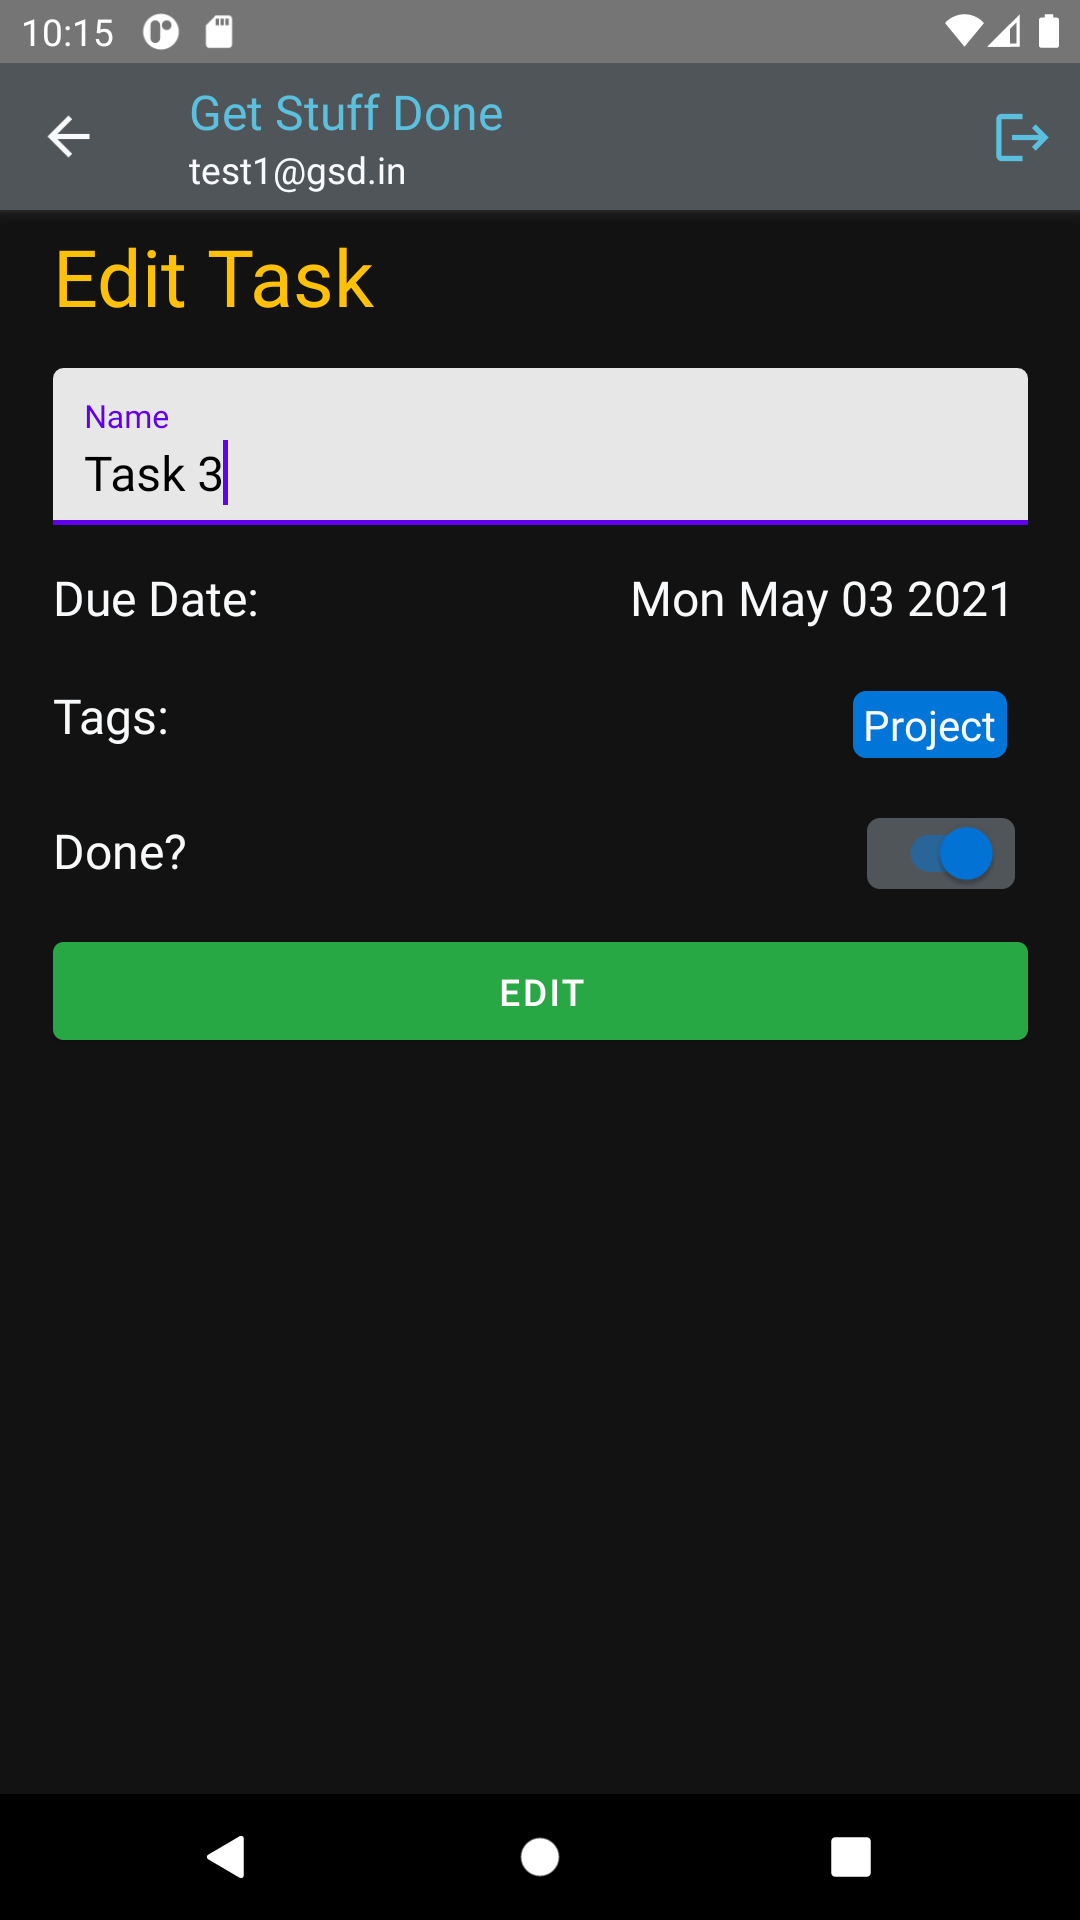 10:15
Get Stuff Done
test1@gsd.in
Edit Task
Name
Task 3
Due Date: Mon May 03 2021
Tags: Project
Done?
EDIT